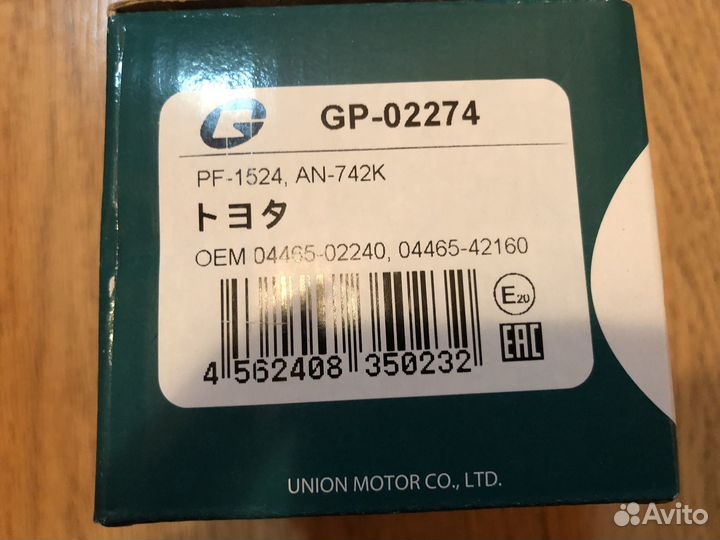 G
GP-02274
PF-1524, AN-742K
トヨタ
OEM 04465-02240, 04465-42160
E20
4 562408 350232
EAC
UNION MOTOR CO., LTD.
Avito